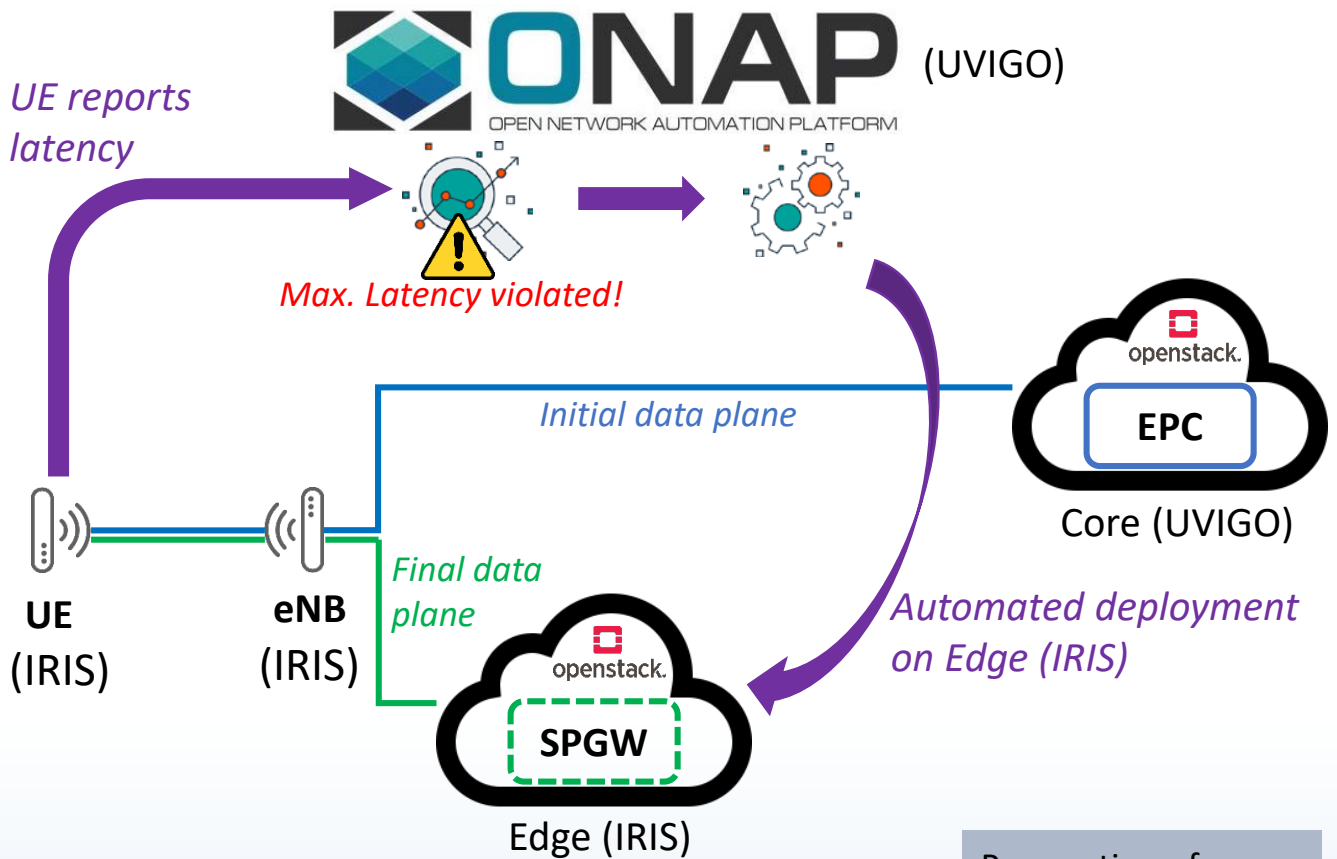 ONAP
(UVIGO)
OPEN NETWORK AUTOMATION PLATFORM
UE reports
latency
Max. Latency violated!
openstack.
EPC
Core (UVIGO)
Initial data plane
UE
(IRIS)
eNB
(IRIS)
Final data
plane
Automated deployment
on Edge (IRIS)
openstack.
SPGW
Edge (IRIS)